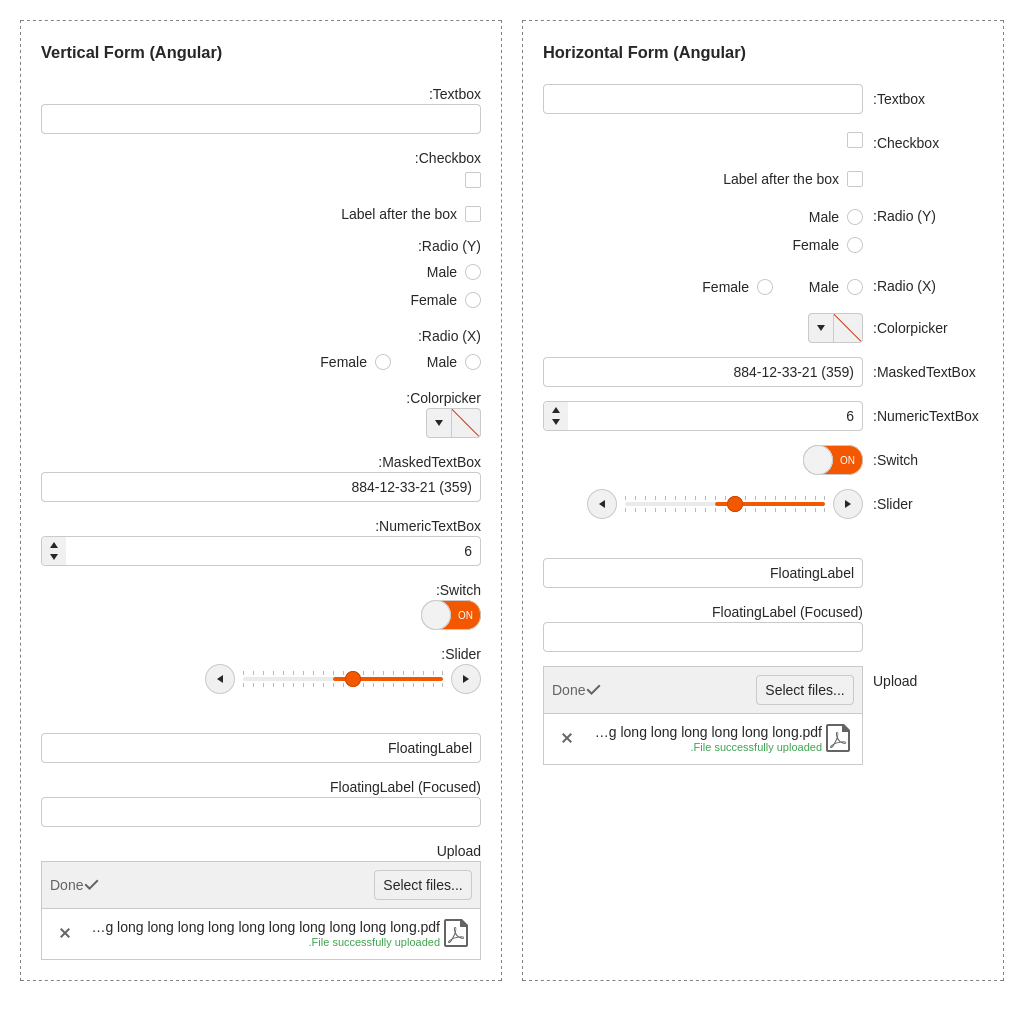 Vertical Form (Angular)
:Textbox
:Checkbox
Label after the box
:Radio (Y)
Male
Female
:Radio (X)
Female Male
:Colorpicker
:MaskedTextBox
884-12-33-21 (359)
:NumericTextBox
6
:Switch
ON
:Slider
FloatingLabel
FloatingLabel (Focused)
Upload
Done Select files...
...g long long long long long long long long long long.pdf
.File successfully uploaded
Horizontal Form (Angular)
:Textbox
:Checkbox
Label after the box
Male :Radio (Y)
Female
Female Male :Radio (X)
:Colorpicker
884-12-33-21 (359) :MaskedTextBox
6 :NumericTextBox
ON :Switch
:Slider
FloatingLabel
FloatingLabel (Focused)
Upload
Done Select files...
...g long long long long long long.pdf
.File successfully uploaded